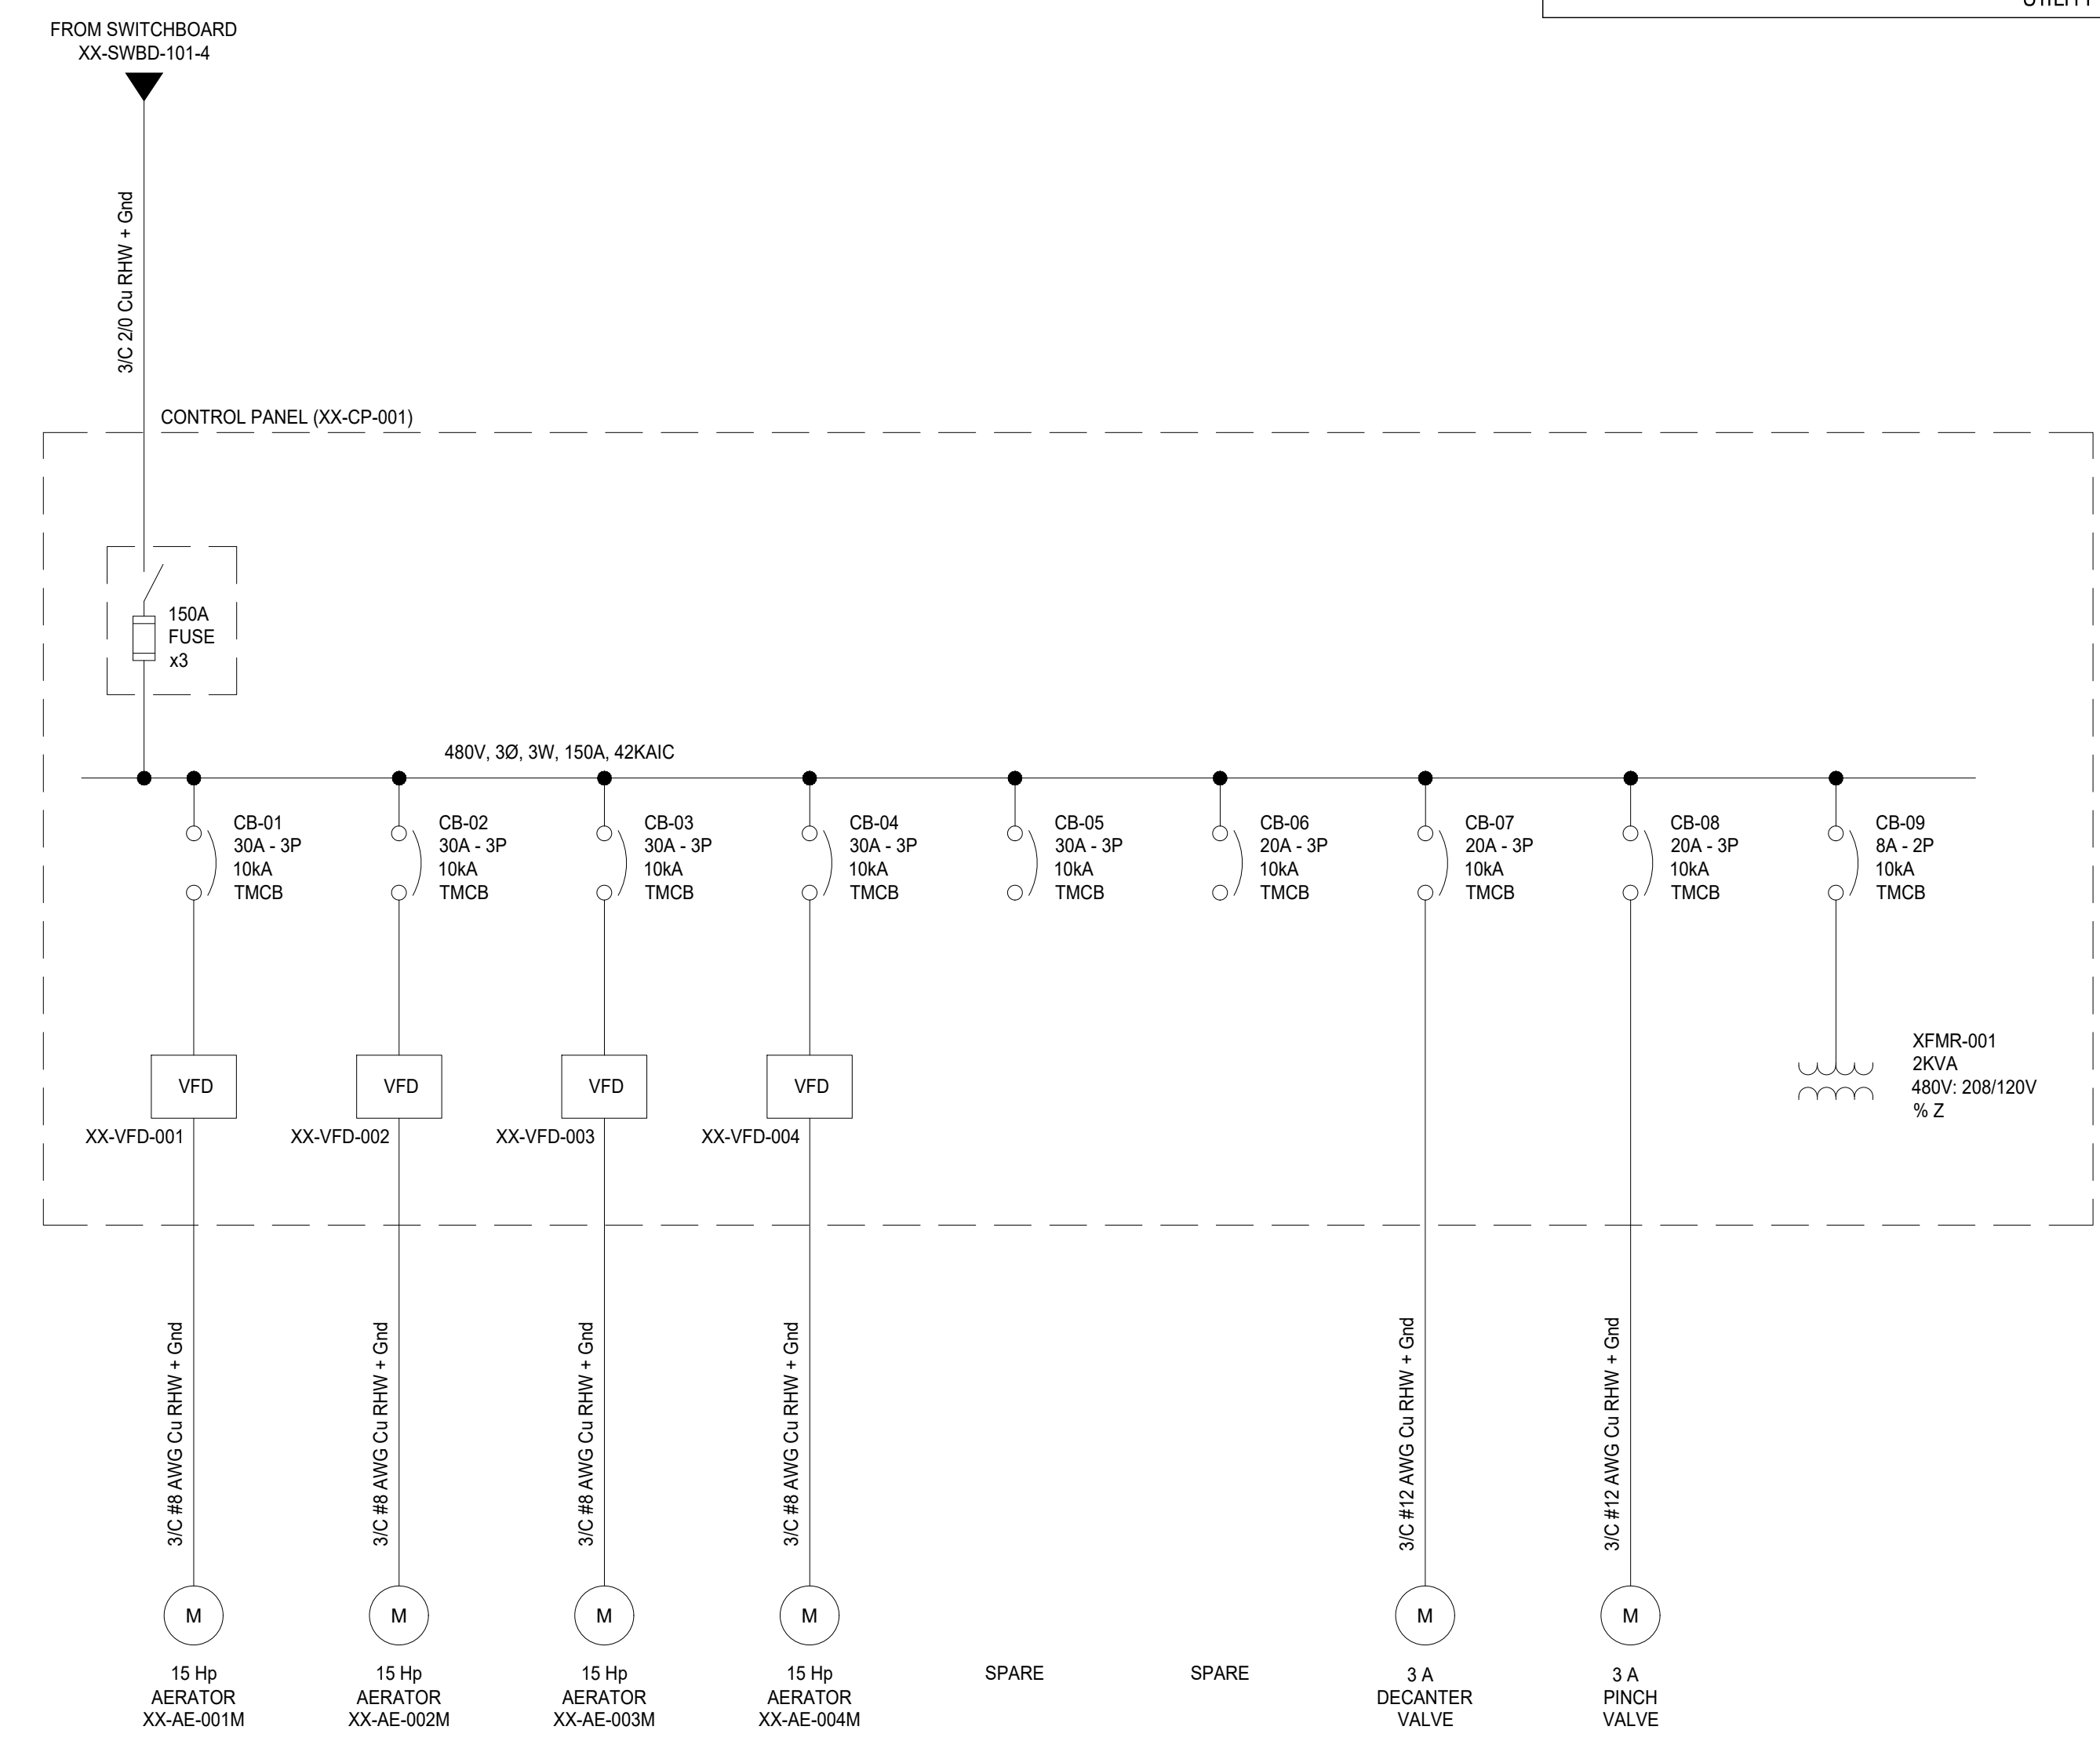 FROM SWITCHBOARD
XX-SWBD-101-4
3/C 2/0 Cu RHW + Gnd
CONTROL PANEL (XX-CP-001)
150A
FUSE
x3
480V, 3Ø, 3W, 150A, 42KAIC
CB-01
30A - 3P
10kA
TMCB
CB-02
30A - 3P
10kA
TMCB
CB-03
30A - 3P
10kA
TMCB
CB-04
30A - 3P
10kA
TMCB
CB-05
30A - 3P
10kA
TMCB
CB-06
20A - 3P
10kA
TMCB
CB-07
20A - 3P
10kA
TMCB
CB-08
20A - 3P
10kA
TMCB
CB-09
8A - 2P
10kA
TMCB
VFD
XX-VFD-001
VFD
XX-VFD-002
VFD
XX-VFD-003
VFD
XX-VFD-004
XFMR-001
2KVA
480V: 208/120V
% Z
3/C #8 AWG Cu RHW + Gnd
3/C #8 AWG Cu RHW + Gnd
3/C #8 AWG Cu RHW + Gnd
3/C #8 AWG Cu RHW + Gnd
3/C #12 AWG Cu RHW + Gnd
3/C #12 AWG Cu RHW + Gnd
M
M
M
M
M
M
15 Hp
AERATOR
XX-AE-001M
15 Hp
AERATOR
XX-AE-002M
15 Hp
AERATOR
XX-AE-003M
15 Hp
AERATOR
XX-AE-004M
SPARE
SPARE
3 A
DECANTER
VALVE
3 A
PINCH
VALVE